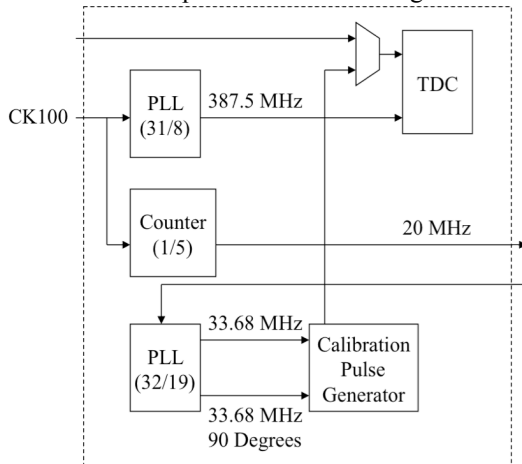 TDC
PLL
(31/8)
387.5 MHz
CK100
Counter
(1/5)
20 MHz
33.68 MHz
PLL
(32/19)
Calibration
Pulse
Generator
33.68 MHz
90 Degrees